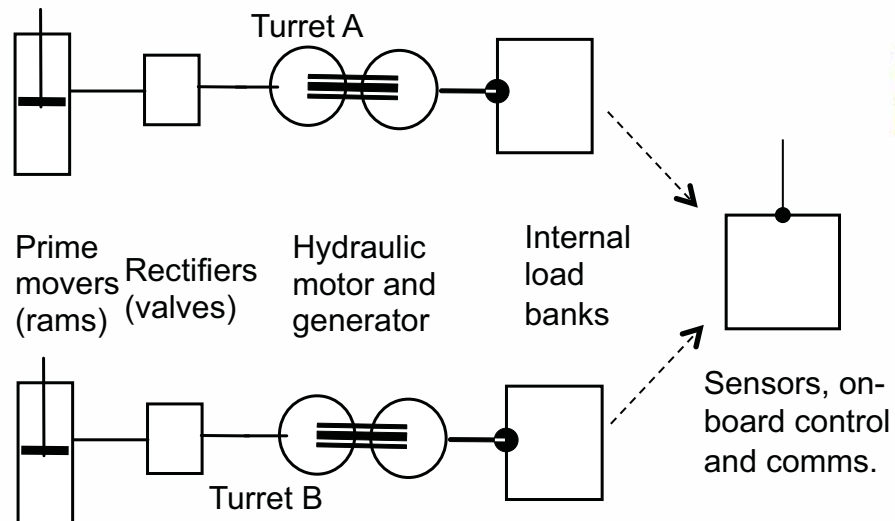 Turret A
Prime
movers
(rams)
Rectifiers
(valves)
Hydraulic
motor and
generator
Internal
load
banks
Sensors, on-
board control
and comms.
Turret B